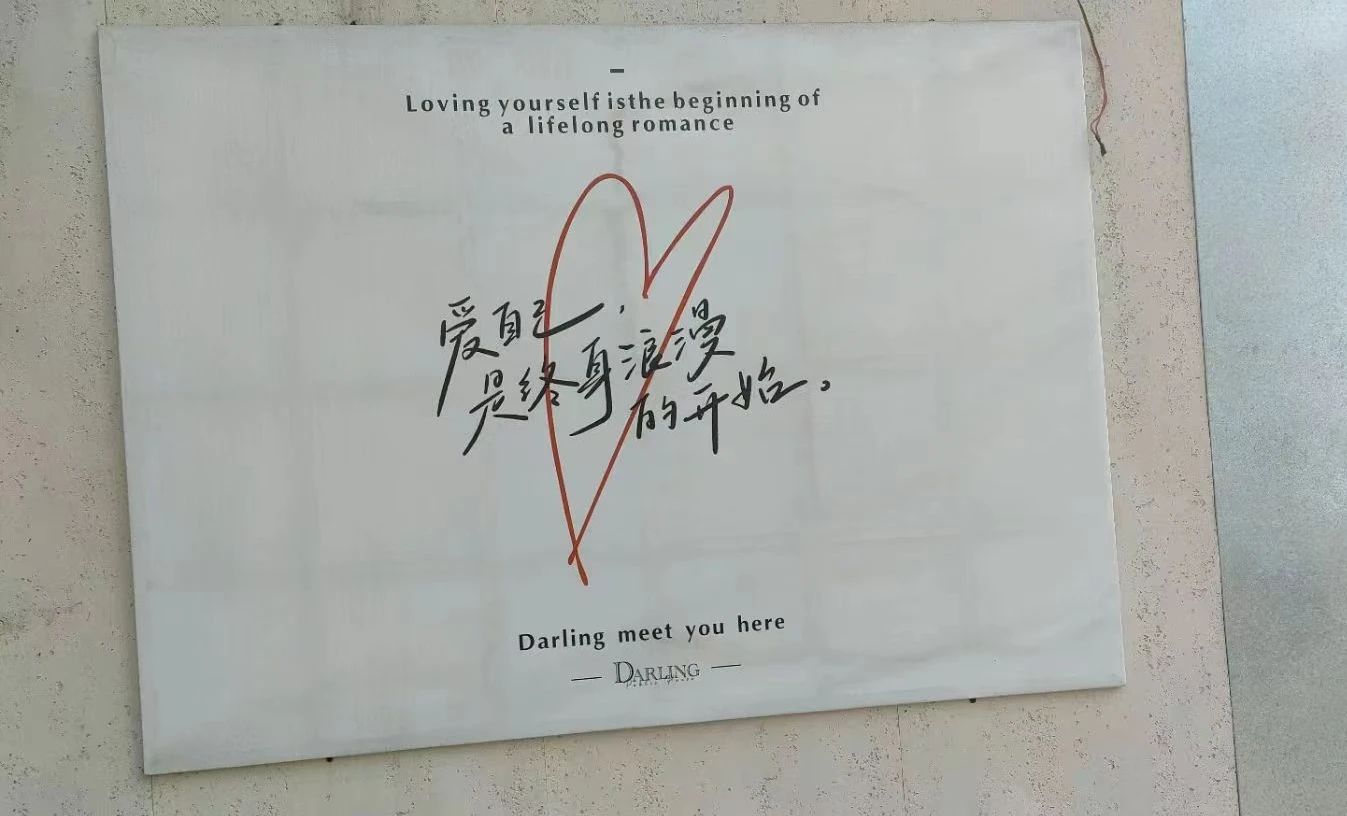 Loving yourself isthe beginning of
a lifelong romance
爱自己，
是终身浪漫
的开始。
Darling meet you here
DARLING